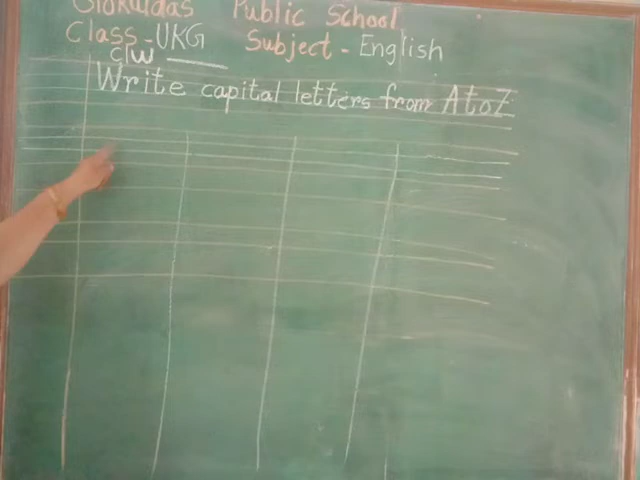 Public School
Class - UKG Subject - English
C/W
Write capital letters from A to Z